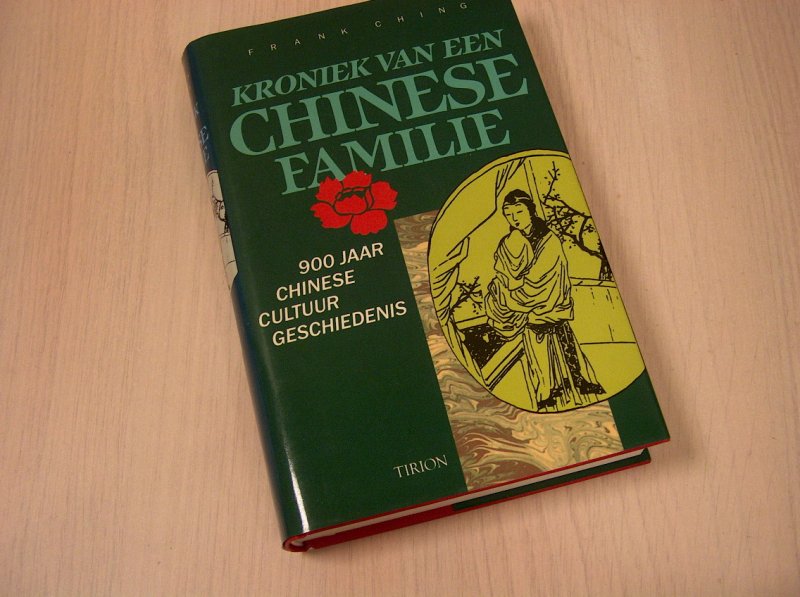 FRANK CHING
KRONIEK VAN EEN
CHINESE
FAMILIE
900 JAAR
CHINESE
CULTUUR
GESCHIEDENIS
TIRION